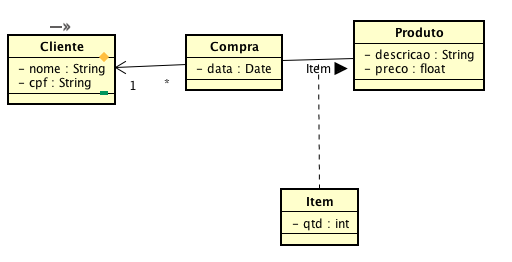 Cliente
- nome : String
- cpf : String
1
*
Compra
- data : Date
Item
Produto
- descricao : String
- preco : float
Item
- qtd : int